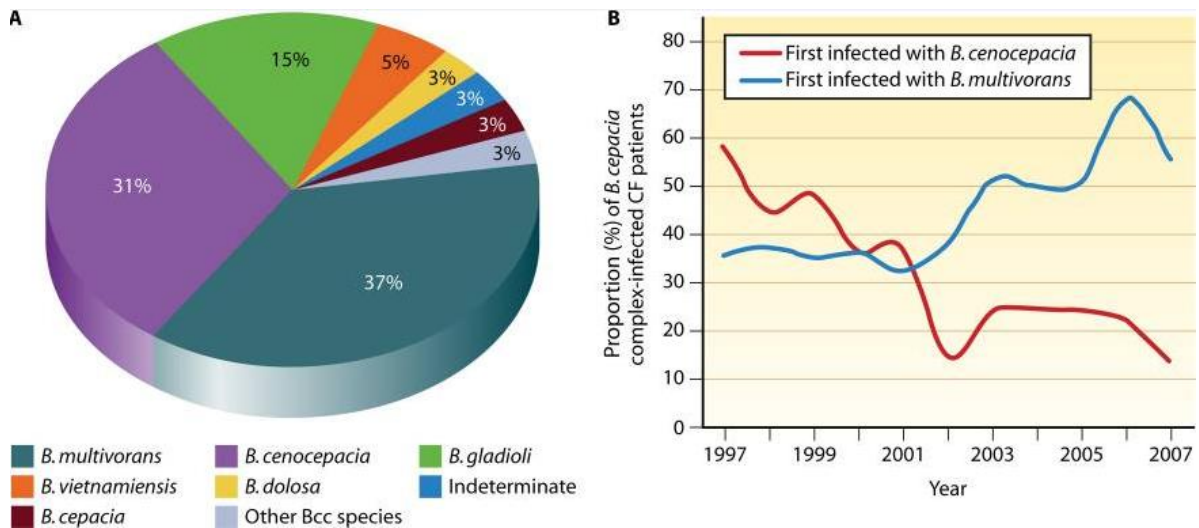 A
15%
5%
3%
3%
3%
3%
31%
37%
B. multivorans
B. cenocepacia
B. gladioli
B. vietnamiensis
B. dolosa
Indeterminate
B. cepacia
Other Bcc species
B
First infected with B. cenocepacia
First infected with B. multivorans
Proportion (%) of B. cepacia
complex-infected CF patients
80
70
60
50
40
30
20
10
0
1997
1999
2001
2003
2005
2007
Year